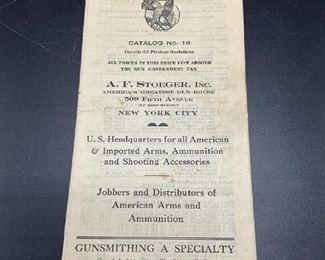 CATALOG No. 18
Cancels All Previous Quotations
ALL PRICES IN THIS PRICE LIST ABSORB
THE NEW GOVERNMENT TAX
A. F. STOEGER, INC.
AMERICA'S GREATEST GUN HOUSE
509 FIFTH AVENUE
NEW YORK CITY
U. S. Headquarters for all American
& Imported Arms, Ammunition
and Shooting Accessories
Jobbers and Distributors of
American Arms and
Ammunition
GUNSMITHING A SPECIALTY